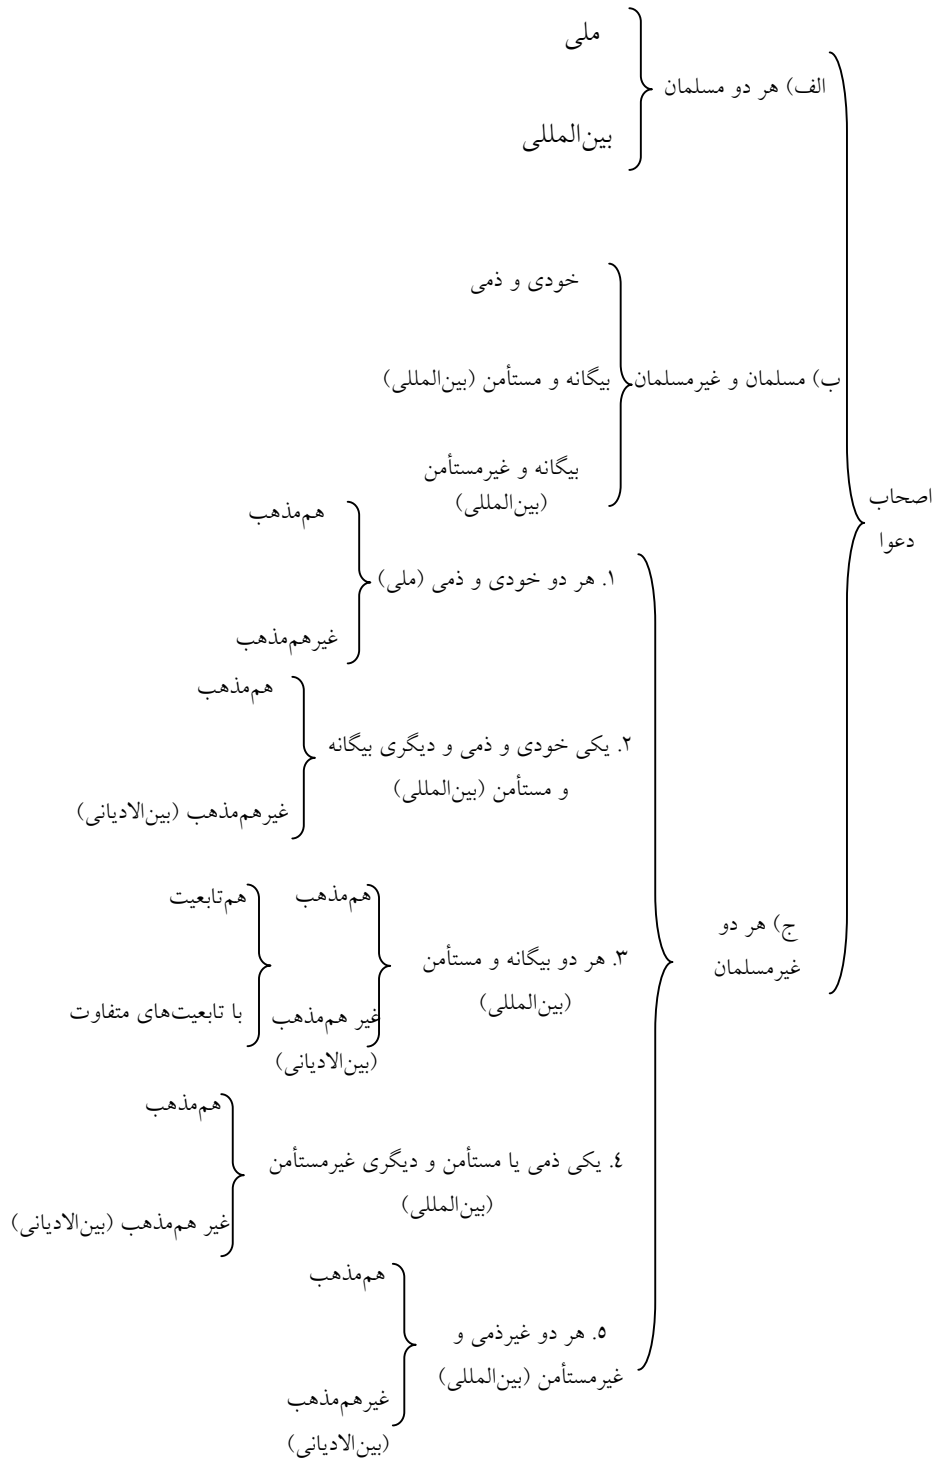 اصحاب
دعوا
الف) هر دو مسلمان
ملی
بین‌المللی
ب) مسلمان و غیرمسلمان
خودی و ذمی
بیگانه و مستأمن (بین‌المللی)
بیگانه و غیرمستأمن
(بین‌المللی)
ج) هر دو
غیرمسلمان
۱. هر دو خودی و ذمی (ملی)
هم‌مذهب
غیرهم‌مذهب
۲. یکی خودی و ذمی و دیگری بیگانه
و مستأمن (بین‌المللی)
هم‌مذهب
غیرهم‌مذهب (بین‌الادیانی)
۳. هر دو بیگانه و مستأمن
(بین‌المللی)
هم‌مذهب
غیر هم‌مذهب
(بین‌الادیانی)
هم‌تابعیت
با تابعیت‌های متفاوت
٤. یکی ذمی یا مستأمن و دیگری غیرمستأمن
(بین‌المللی)
هم‌مذهب
غیر هم‌مذهب (بین‌الادیانی)
٥. هر دو غیرذمی و
غیرمستأمن (بین‌المللی)
هم‌مذهب
غیرهم‌مذهب
(بین‌الادیانی)